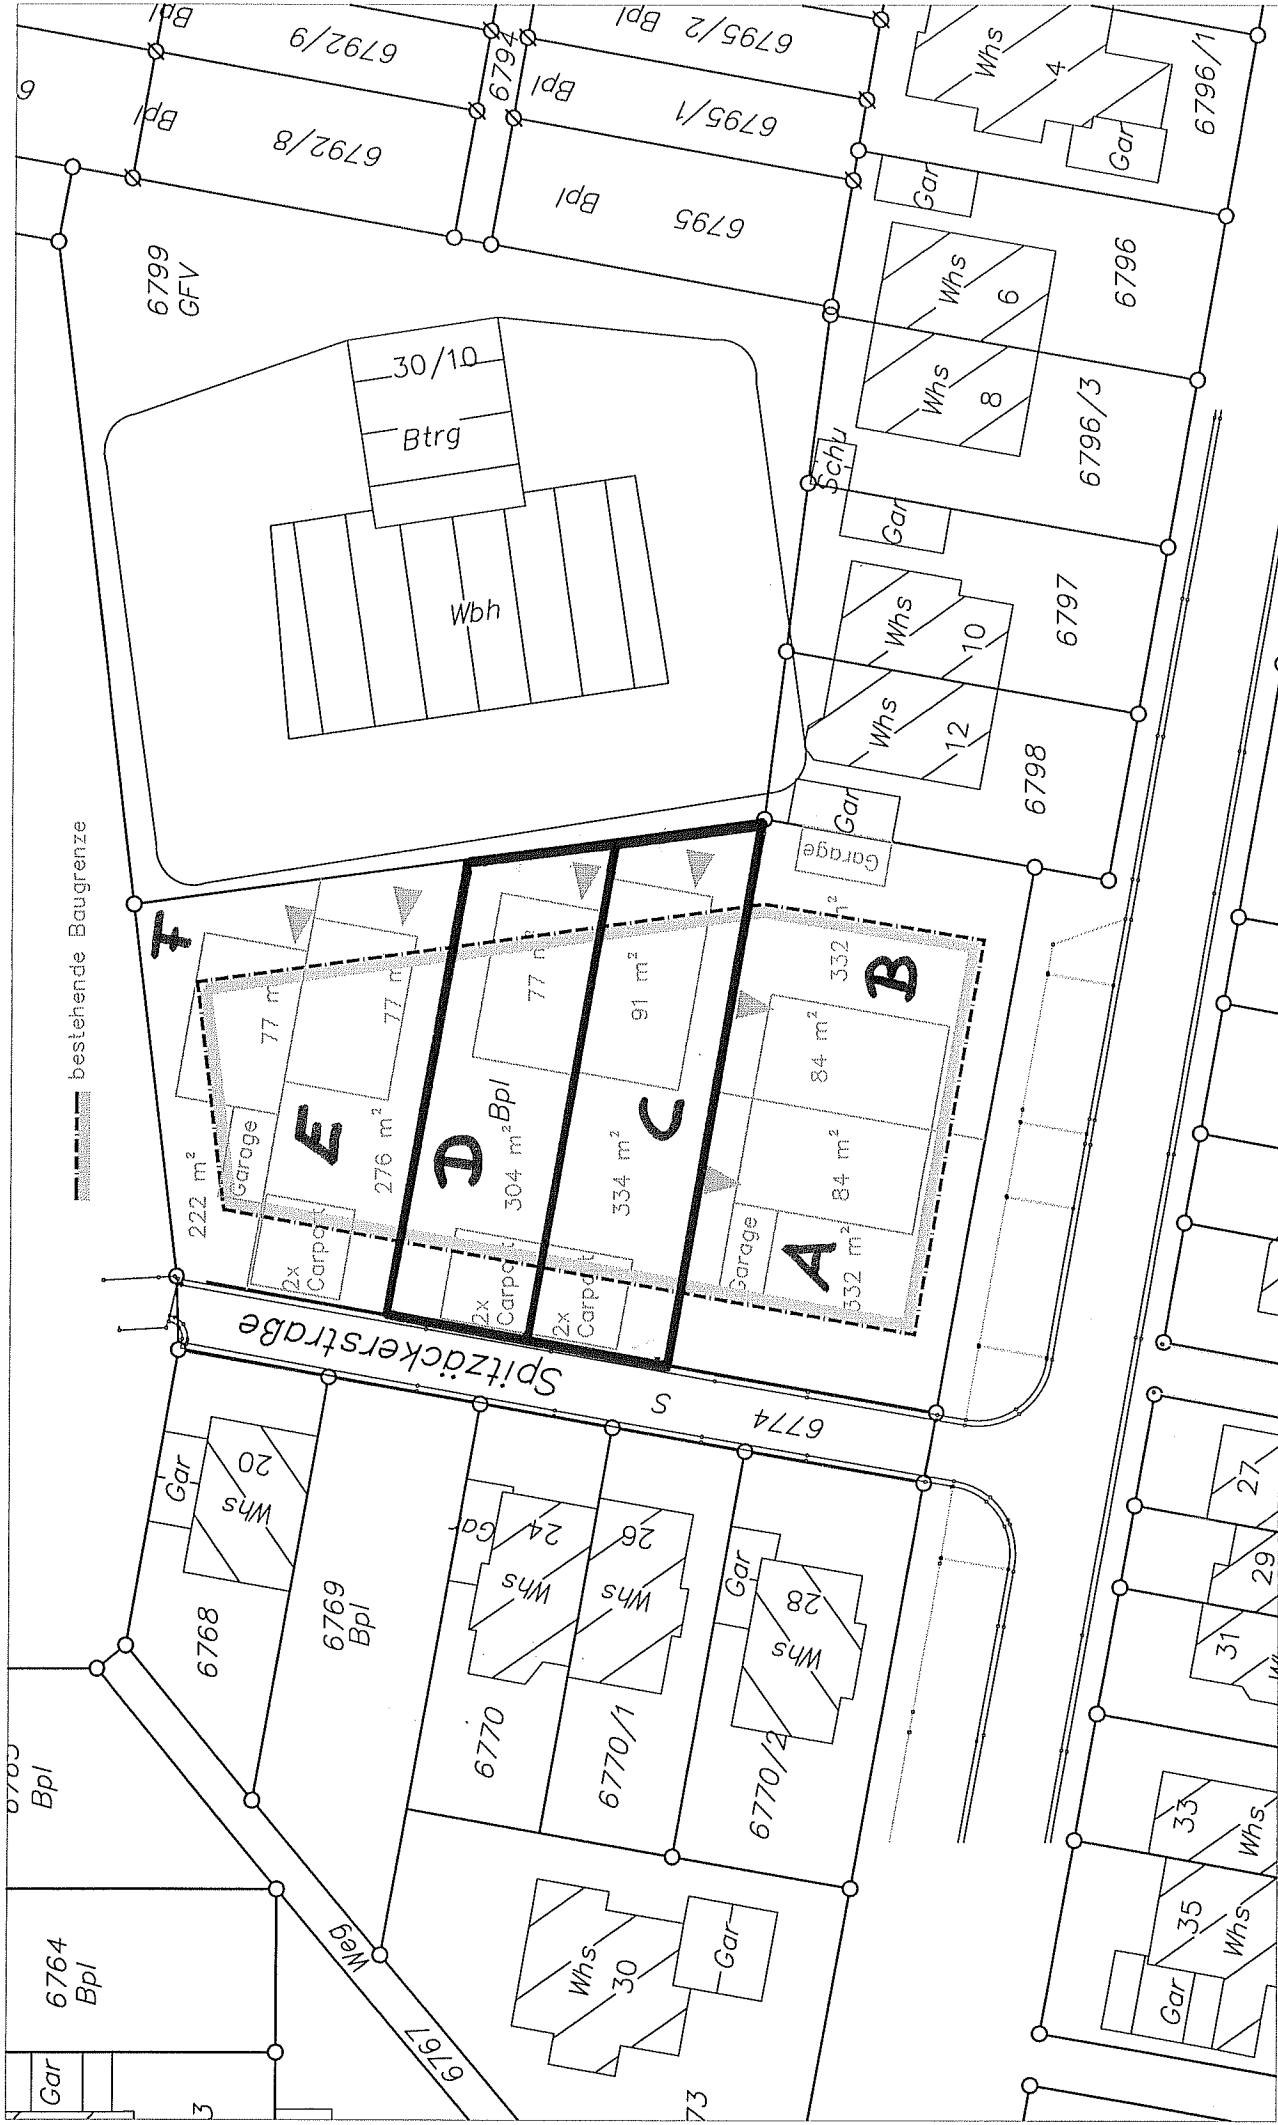 bestehende Baugrenze
Bpl
6792/9
6
Bpl
6792/8
6794
Bpl
6795/2
Bpl
6795/1
Bpl
6795
Whs
4
Gar
6796/1
6799
GFV
30/10
Btrg
Wbh
Gar
Whs
6
6796
Whs
8
6796/3
Schu
Gar
Whs
10
6797
Whs
12
6798
Gar
Garage
F
77 m
222 m²
Garage
E
77 m
276 m²
2x
Carport
D
77 m²
304 m²
Bpl
2x
Carport
C
91 m²
334 m²
2x
Carport
B
332 m²
84 m²
A
84 m²
332 m²
Garage
Spitzäckerstraße
S
6774
Gar
20
Whs
6768
6769
Bpl
Gar
24
Whs
6770
26
Whs
6770/1
Gar
28
Whs
6770/2
Whs
30
Gar
Bpl
6764
Bpl
Gar
3
Weg
6767
73
27
29
31
33
Whs
35
Whs
Gar